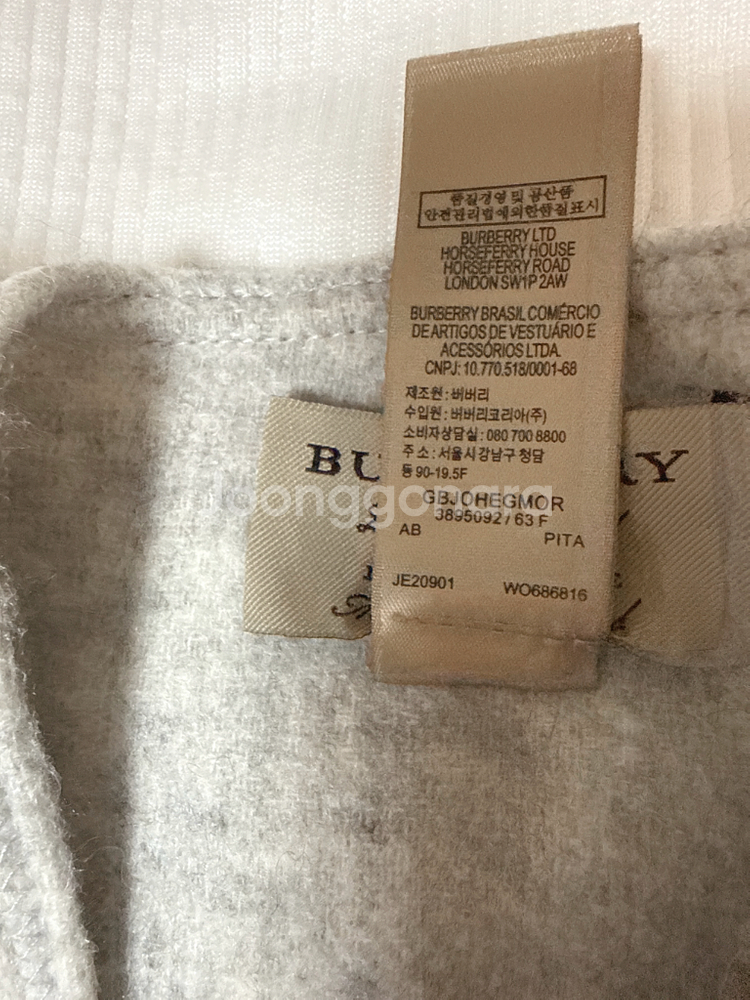 품질경영 및 공산품
안전관리법에의한품질표시
BURBERRY LTD
HORSEFERRY HOUSE
HORSEFERRY ROAD
LONDON SW1P 2AW
BURBERRY BRASIL COMÉRCIO
DE ARTIGOS DE VESTUÁRIO E
ACESSÓRIOS LTDA.
CNPJ: 10.770.518/0001-68
제조원 : 버버리
수입원 : 버버리코리아(주)
소비자상담실 : 080 700 8800
주 소 : 서울시강남구 청담
동 90-19.5F
BU RY
GBJOHEGMOR
3895092 / 63 F
AB PITA
JE20901 WO686816